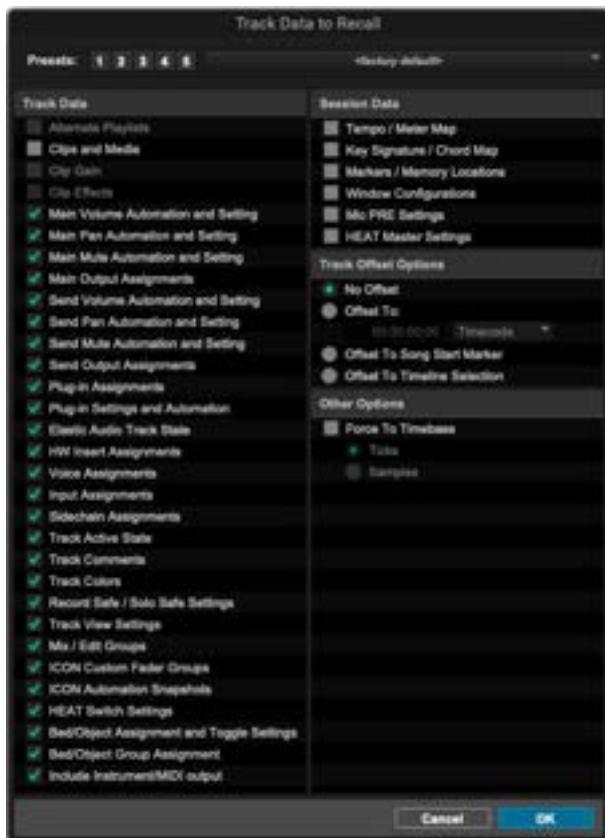 Track Data to Recall
Presets: 1 2 3 4 5 <factory default>
Track Data
Alternate Playlists
Clips and Media
Clip Gain
Clip Effects
Main Volume Automation and Setting
Main Pan Automation and Setting
Main Mute Automation and Setting
Main Output Assignments
Send Volume Automation and Setting
Send Pan Automation and Setting
Send Mute Automation and Setting
Send Output Assignments
Plug-in Assignments
Plug-in Settings and Automation
Elastic Audio Track State
HW Insert Assignments
Voice Assignments
Input Assignments
Sidechain Assignments
Track Active State
Track Comments
Track Colors
Record Safe / Solo Safe Settings
Track View Settings
Mix / Edit Groups
ICON Custom Fader Groups
ICON Automation Snapshots
HEAT Switch Settings
Bed/Object Assignment and Toggle Settings
Bed/Object Group Assignment
Include Instrument/MIDI output
Session Data
Tempo / Meter Map
Key Signature / Chord Map
Markers / Memory Locations
Window Configurations
Mic PRE Settings
HEAT Master Settings
Track Offset Options
No Offset
Offset To:
Timecode
Offset To Song Start Marker
Offset To Timeline Selection
Other Options
Force To Timebase
Ticks
Samples
Cancel OK